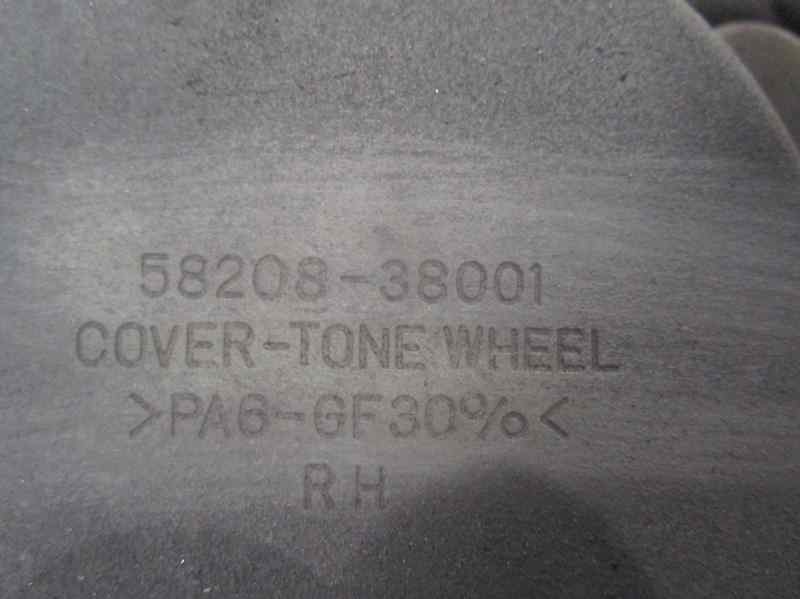 58208-38001
COVER-TONE WHEEL
>PA6-GF30%<
RH